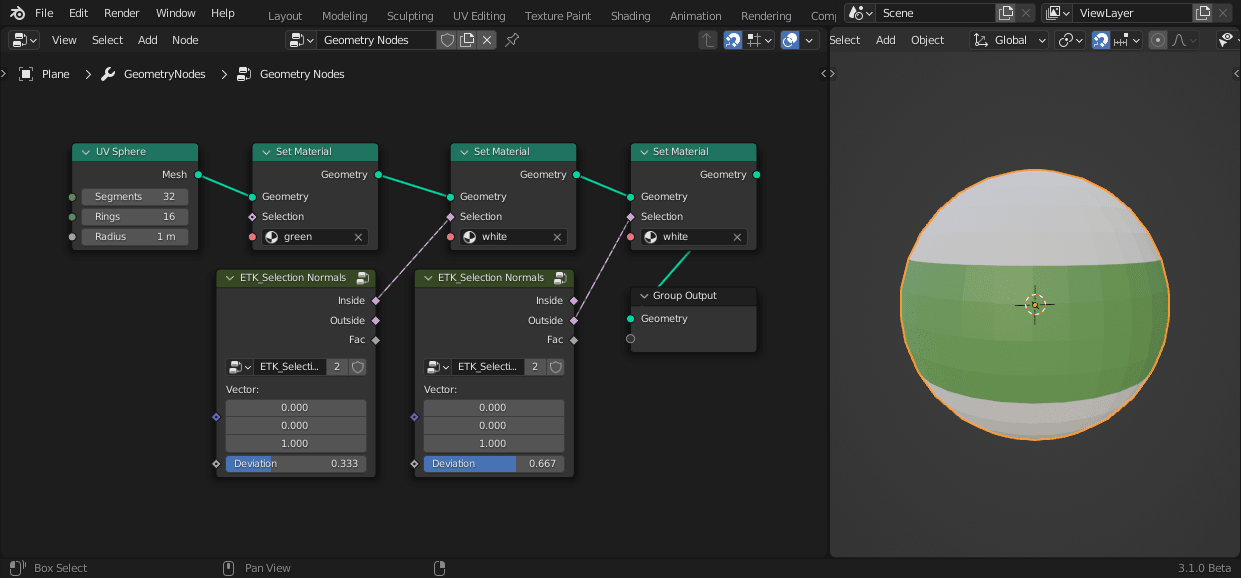 File Edit Render Window Help Layout Modeling Sculpting UV Editing Texture Paint Shading Animation Rendering Comp Scene ViewLayer
View Select Add Node Geometry Nodes Select Add Object Global
Plane GeometryNodes Geometry Nodes
UV Sphere Set Material Set Material Set Material
Mesh Geometry Geometry Geometry
Segments 32 Geometry Geometry Geometry
Rings 16 Selection Selection Selection
Radius 1 m green white white
ETK_Selection Normals ETK_Selection Normals
Group Output
Inside Inside
Outside Outside Geometry
Fac Fac
ETK_Selecti... 2 ETK_Selecti... 2
Vector: Vector:
0.000 0.000
0.000 0.000
1.000 1.000
Deviation 0.333 Deviation 0.667
Box Select Pan View 3.1.0 Beta